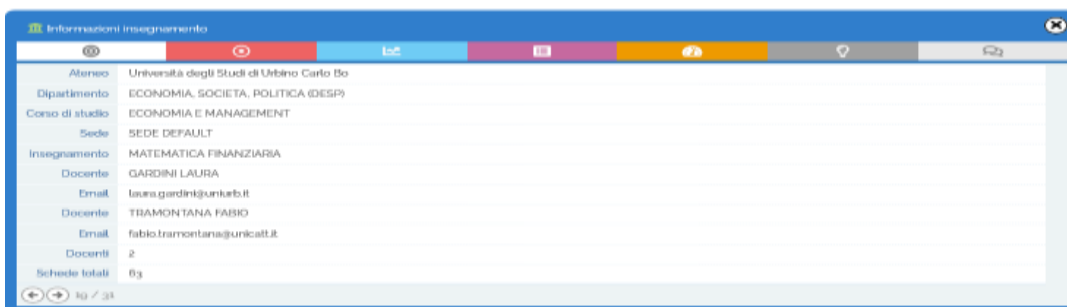 Informazioni insegnamento
Ateneo Università degli Studi di Urbino Carlo Bo
Dipartimento ECONOMIA, SOCIETA, POLITICA (DESP)
Corso di studio ECONOMIA E MANAGEMENT
Sede SEDE DEFAULT
Insegnamento MATEMATICA FINANZIARIA
Docente GARDINI LAURA
Email laura.gardini@uniurb.it
Docente TRAMONTANA FABIO
Email fabio.tramontana@unicatt.it
Docenti 2
Schede totali 63
19 / 31